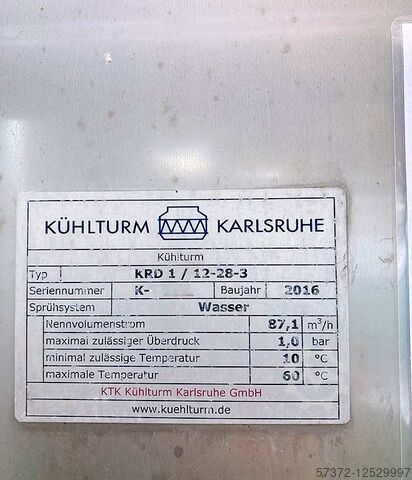 KÜHLTURM KARLSRUHE
Kühlturm
Typ KRD 1 / 12-28-3
Seriennummer K- Baujahr 2016
Sprühsystem Wasser
Nennvolumenstrom 87,1 m³/h
maximal zulässiger Überdruck 1,0 bar
minimal zulässige Temperatur 10 °C
maximale Temperatur 60 °C
KTK Kühlturm Karlsruhe GmbH
www.kuehlturm.de
57372-12529997